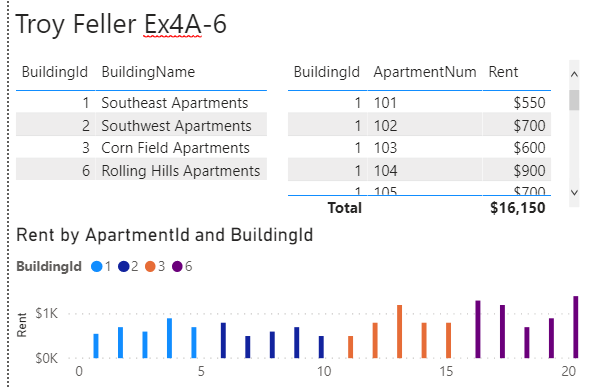 Troy Feller Ex4A-6
BuildingId BuildingName
1 Southeast Apartments
2 Southwest Apartments
3 Corn Field Apartments
6 Rolling Hills Apartments
BuildingId ApartmentNum Rent
1 101 $550
1 102 $700
1 103 $600
1 104 $900
1 105 $700
Total $16,150
Rent by ApartmentId and BuildingId
BuildingId 1 2 3 6
Rent
$1K
$0K
0 5 10 15 20